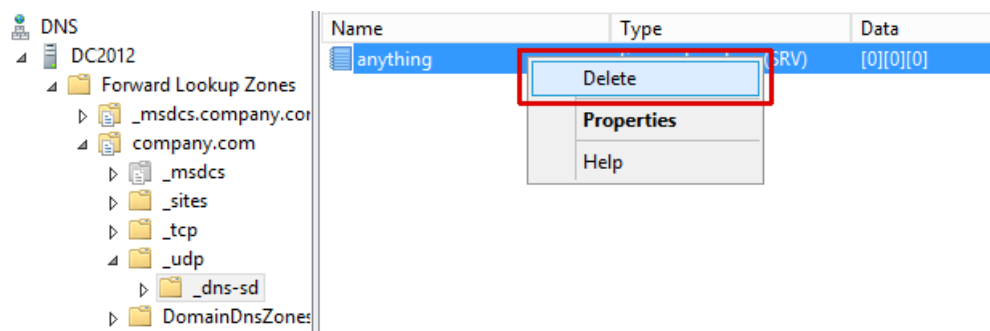 DNS
DC2012
Forward Lookup Zones
_msdcs.company.cor
company.com
_msdcs
_sites
_tcp
_udp
_dns-sd
DomainDnsZones
Name Type Data
anything (SRV) [0][0][0]
Delete
Properties
Help